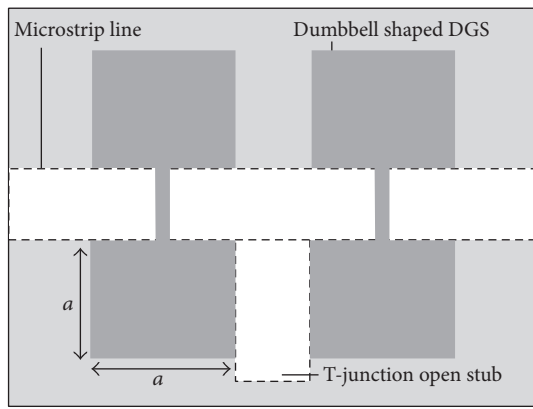 Microstrip line
Dumbbell shaped DGS
a
a
T-junction open stub